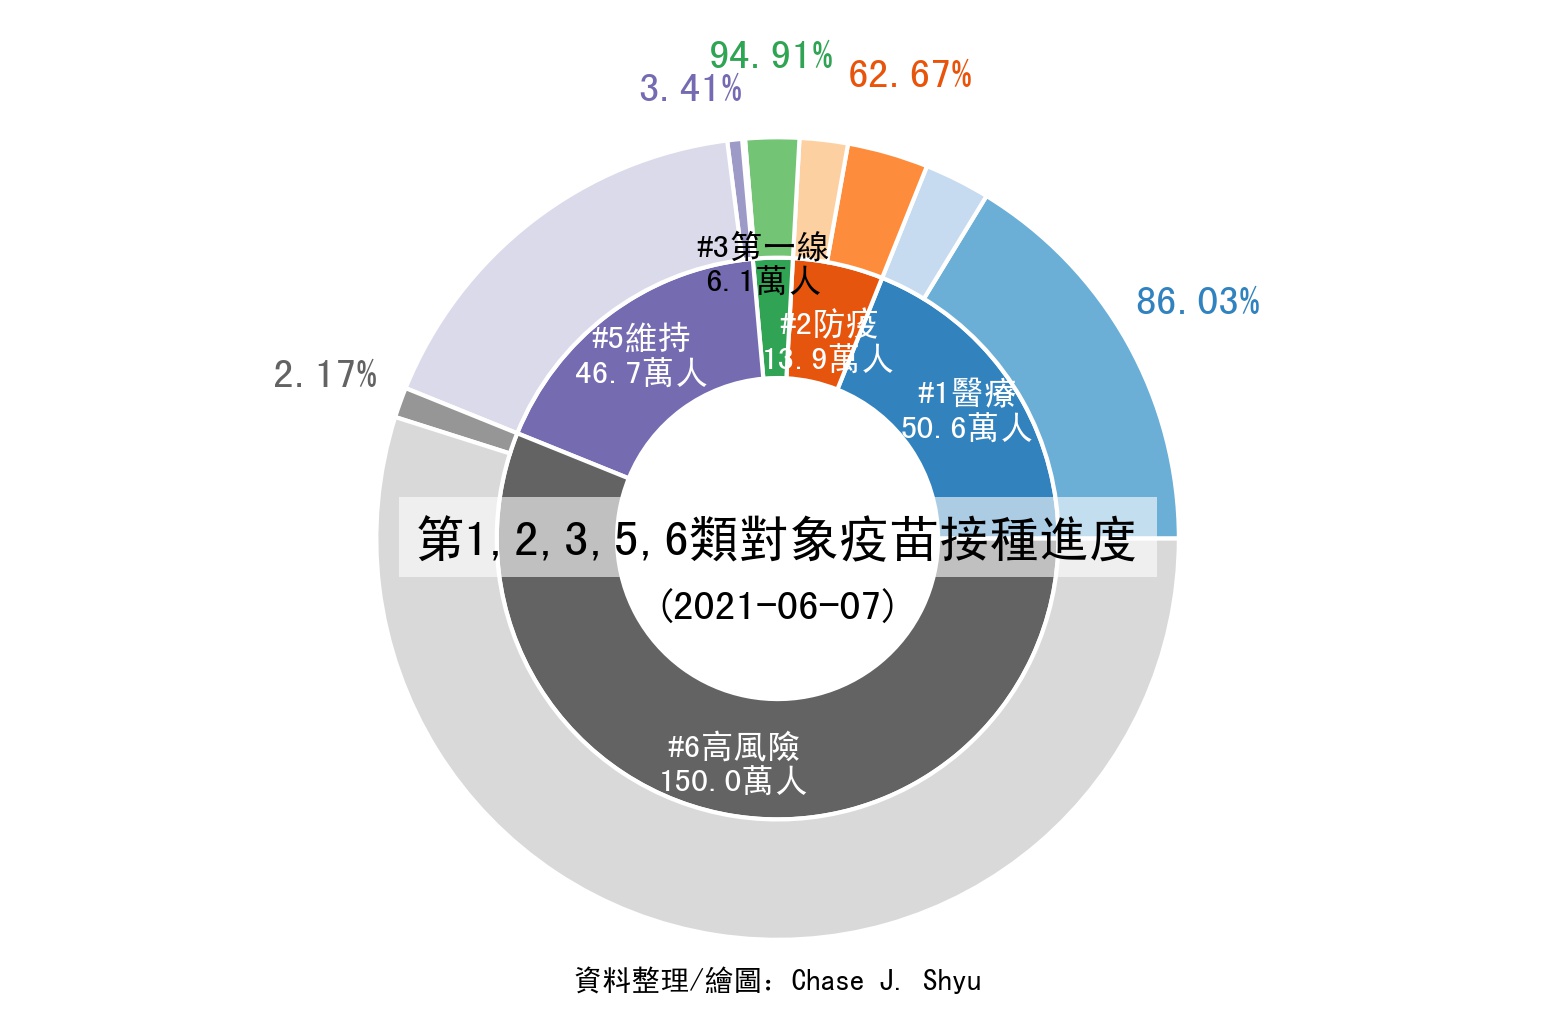 94.91%
62.67%
3.41%
#3第一線
6.1萬人
86.03%
#2防疫
13.9萬人
#5維持
46.7萬人
2.17%
#1醫療
50.6萬人
第1,2,3,5,6類對象疫苗接種進度
(2021-06-07)
#6高風險
150.0萬人
資料整理/繪圖: Chase J. Shyu